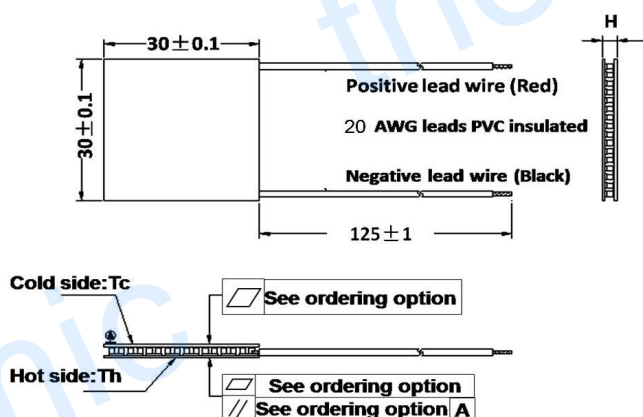 30±0.1
H
Positive lead wire (Red)
30±0.1
20 AWG leads PVC insulated
Negative lead wire (Black)
125±1
Cold side:Tc
See ordering option
Hot side:Th
See ordering option
// See ordering option A